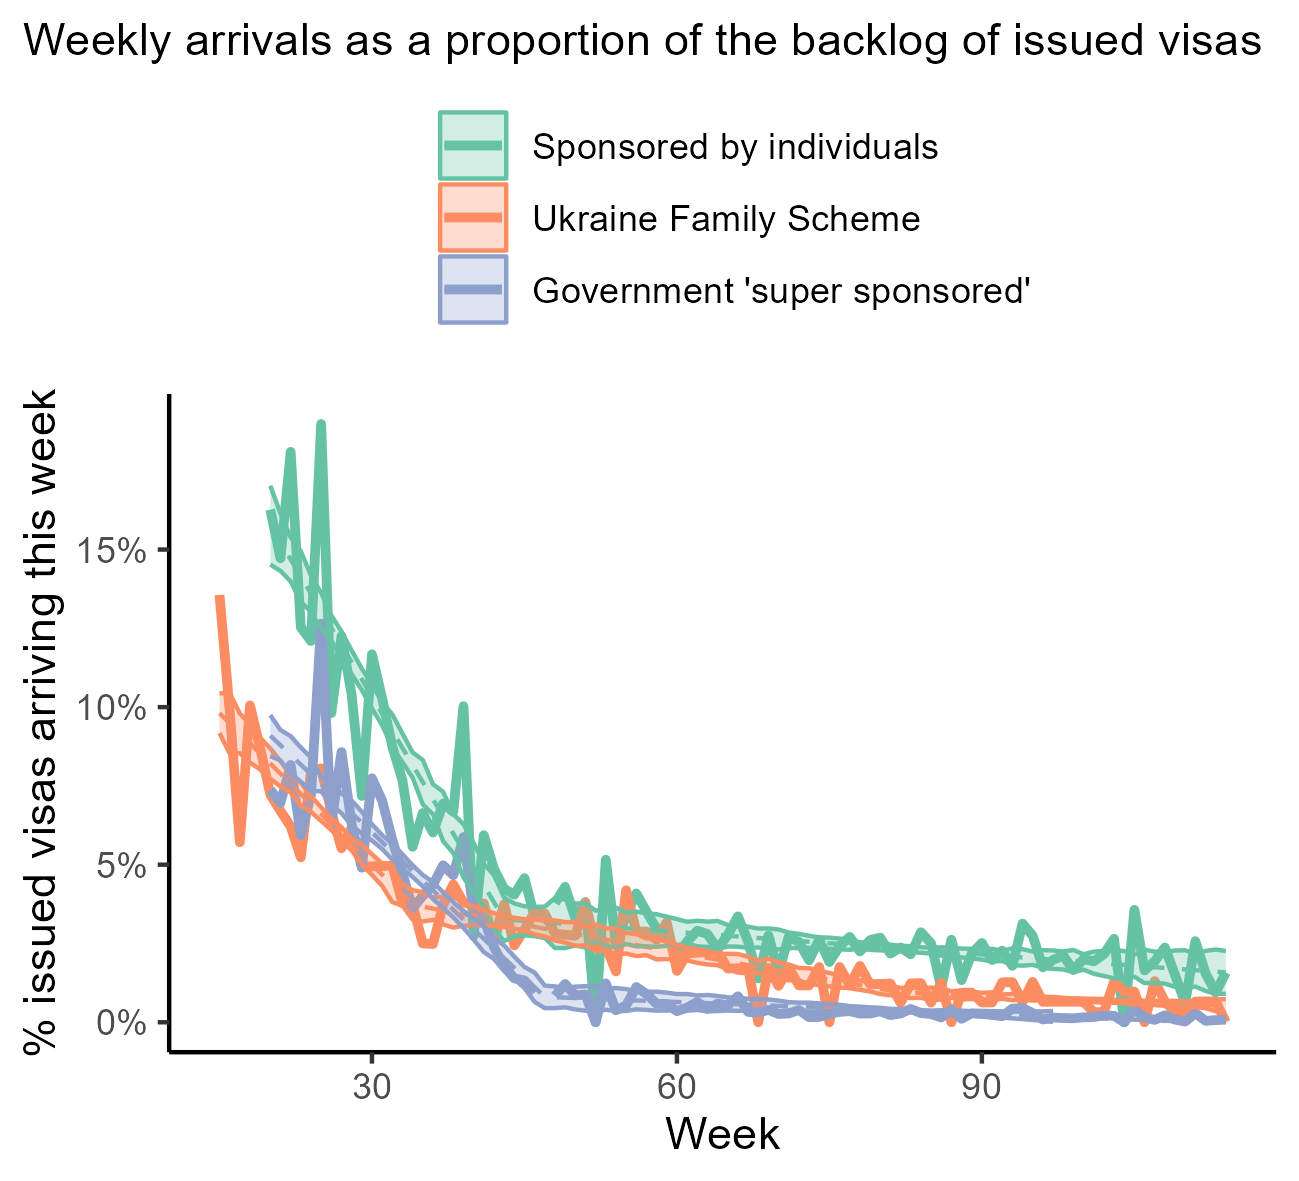 Weekly arrivals as a proportion of the backlog of issued visas
Sponsored by individuals
Ukraine Family Scheme
Government 'super sponsored'
% issued visas arriving this week
15%
10%
5%
0%
30 60 90
Week